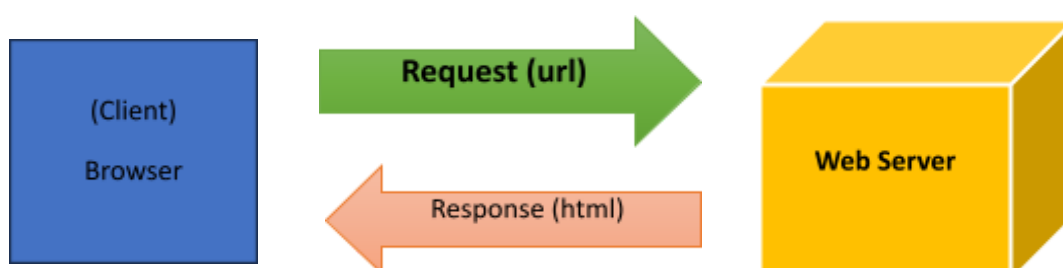 (Client)
Browser
Request (url)
Response (html)
Web Server